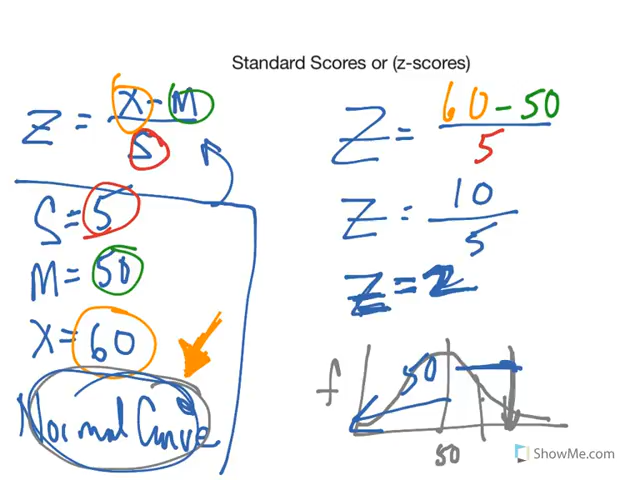 Standard Scores or (z-scores)
Z = X - M
S
S = 5
M = 50
X = 60
Normal Curve
Z = 60 - 50
5
Z = 10
5
Z = 2
f
50
50
ShowMe.com